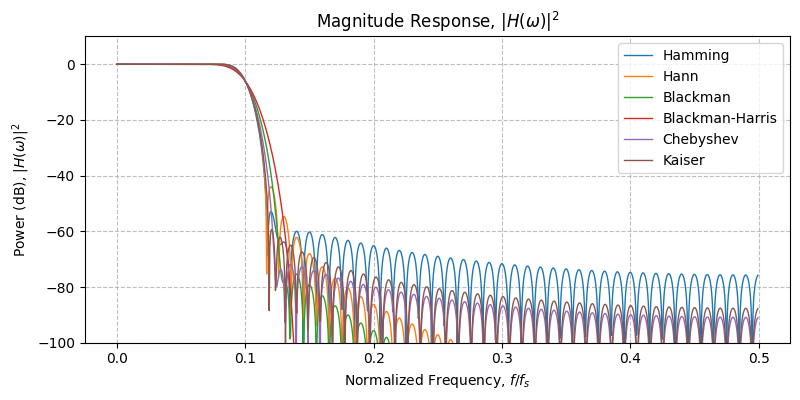 Magnitude Response, |H(ω)|²
Power (dB), |H(ω)|²
0
−20
−40
−60
−80
−100
Hamming
Hann
Blackman
Blackman-Harris
Chebyshev
Kaiser
0.0 0.1 0.2 0.3 0.4 0.5
Normalized Frequency, f/fₛ